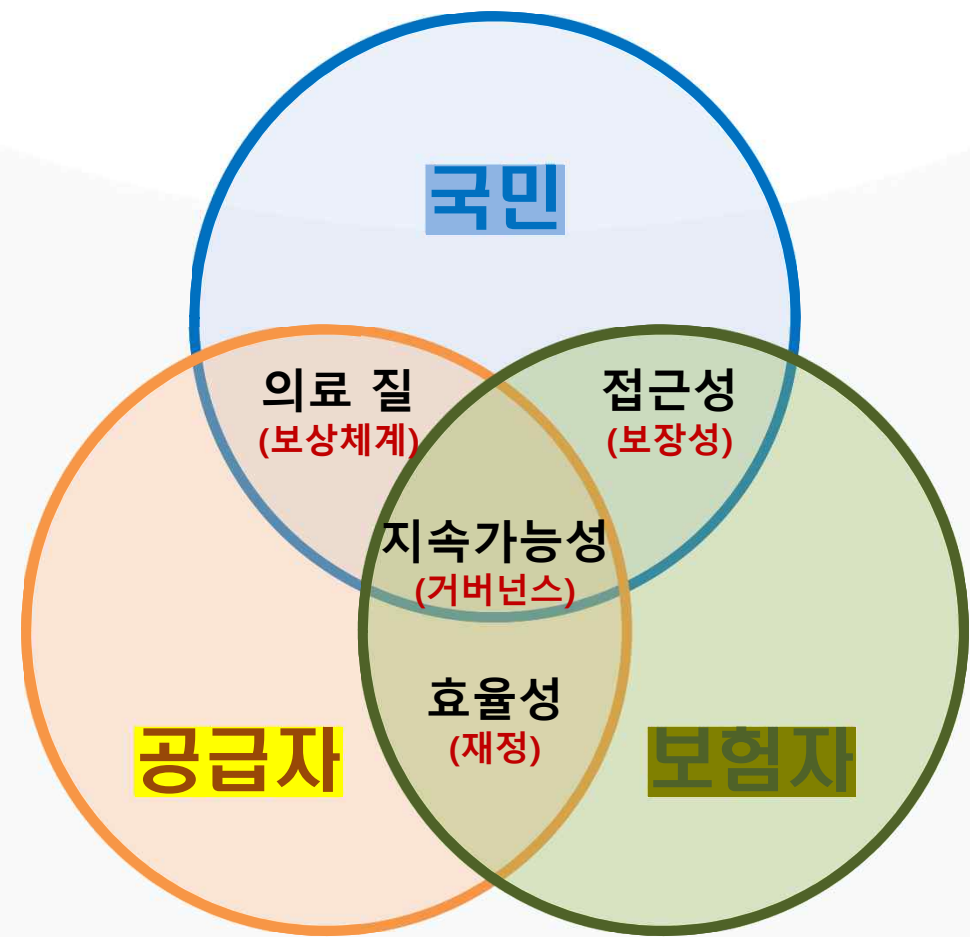 국민
의료 질
(보상체계)
접근성
(보장성)
지속가능성
(거버넌스)
효율성
(재정)
공급자
보험자